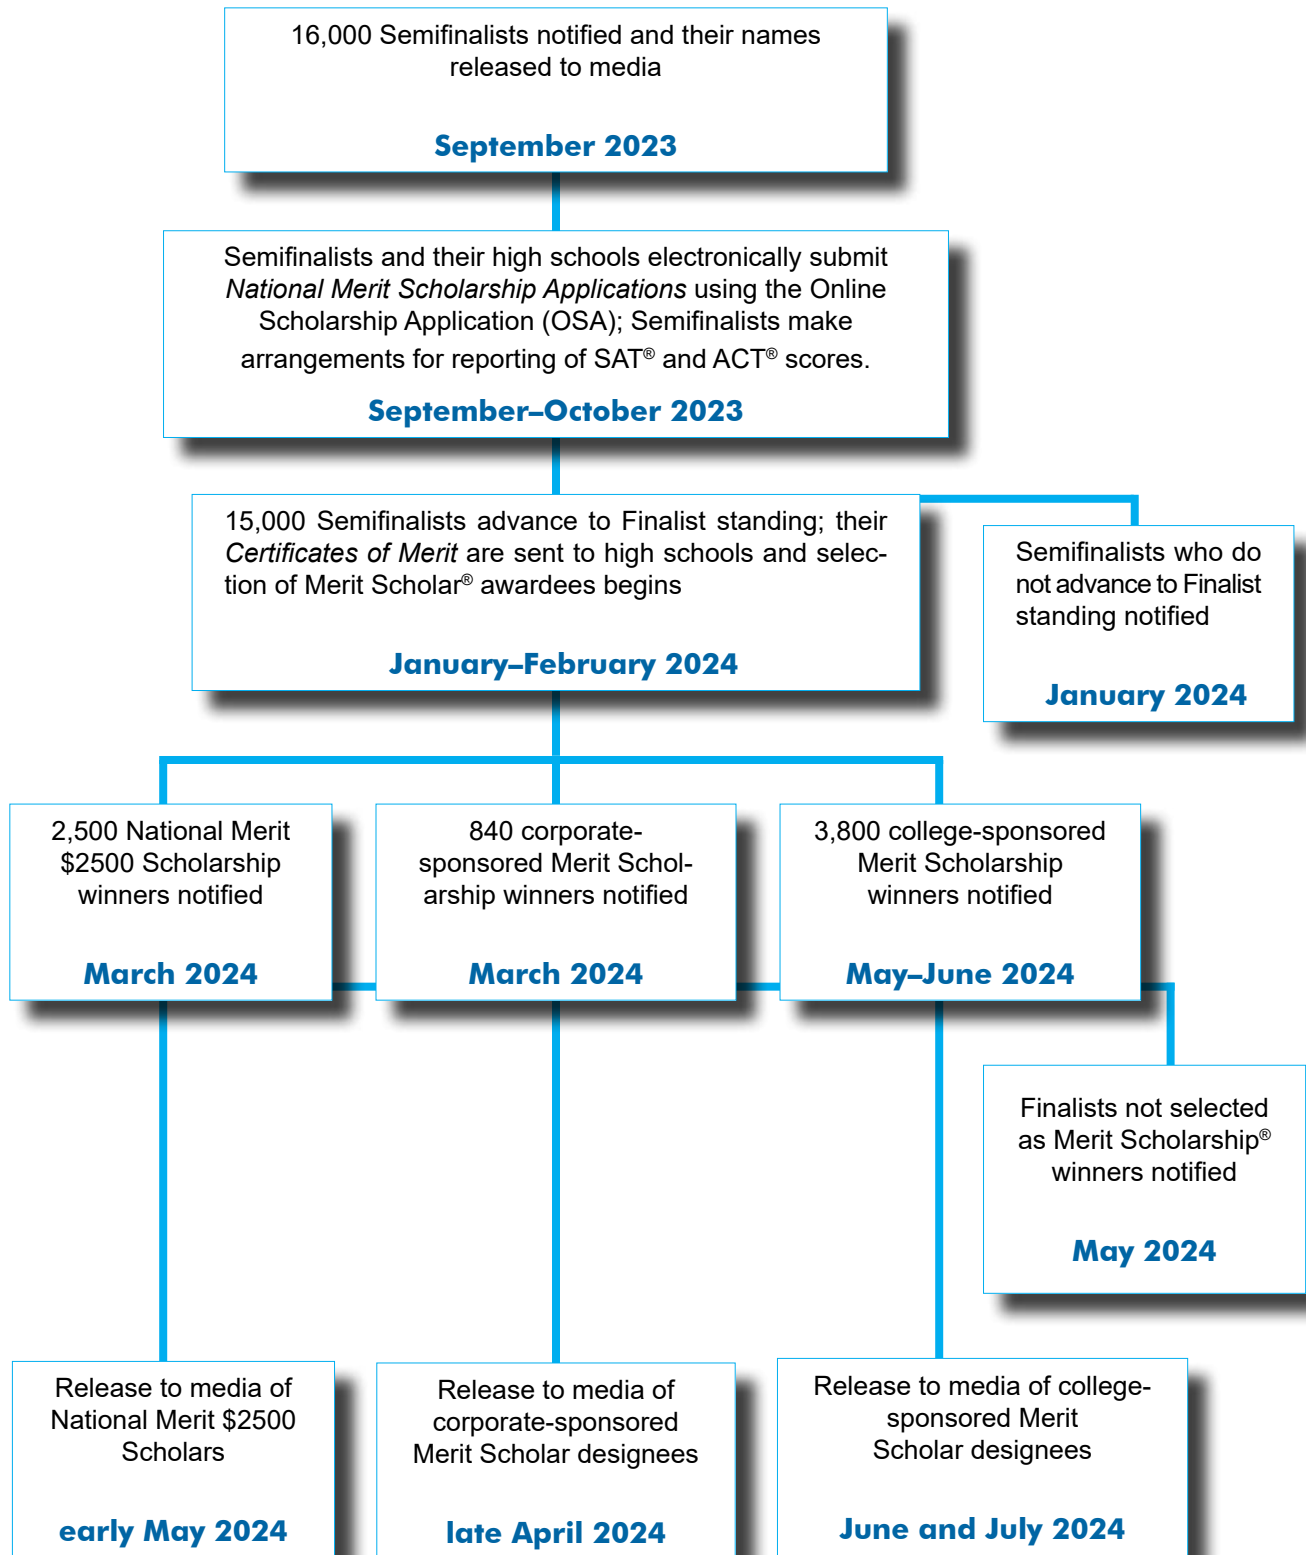 16,000 Semifinalists notified and their names
released to media
September 2023
Semifinalists and their high schools electronically submit
National Merit Scholarship Applications using the Online
Scholarship Application (OSA); Semifinalists make
arrangements for reporting of SAT® and ACT® scores.
September–October 2023
15,000 Semifinalists advance to Finalist standing; their
Certificates of Merit are sent to high schools and selec-
tion of Merit Scholar® awardees begins
January–February 2024
Semifinalists who do
not advance to Finalist
standing notified
January 2024
2,500 National Merit
$2500 Scholarship
winners notified
March 2024
840 corporate-
sponsored Merit Schol-
arship winners notified
March 2024
3,800 college-sponsored
Merit Scholarship
winners notified
May–June 2024
Finalists not selected
as Merit Scholarship®
winners notified
May 2024
Release to media of
National Merit $2500
Scholars
early May 2024
Release to media of
corporate-sponsored
Merit Scholar designees
late April 2024
Release to media of college-
sponsored Merit
Scholar designees
June and July 2024